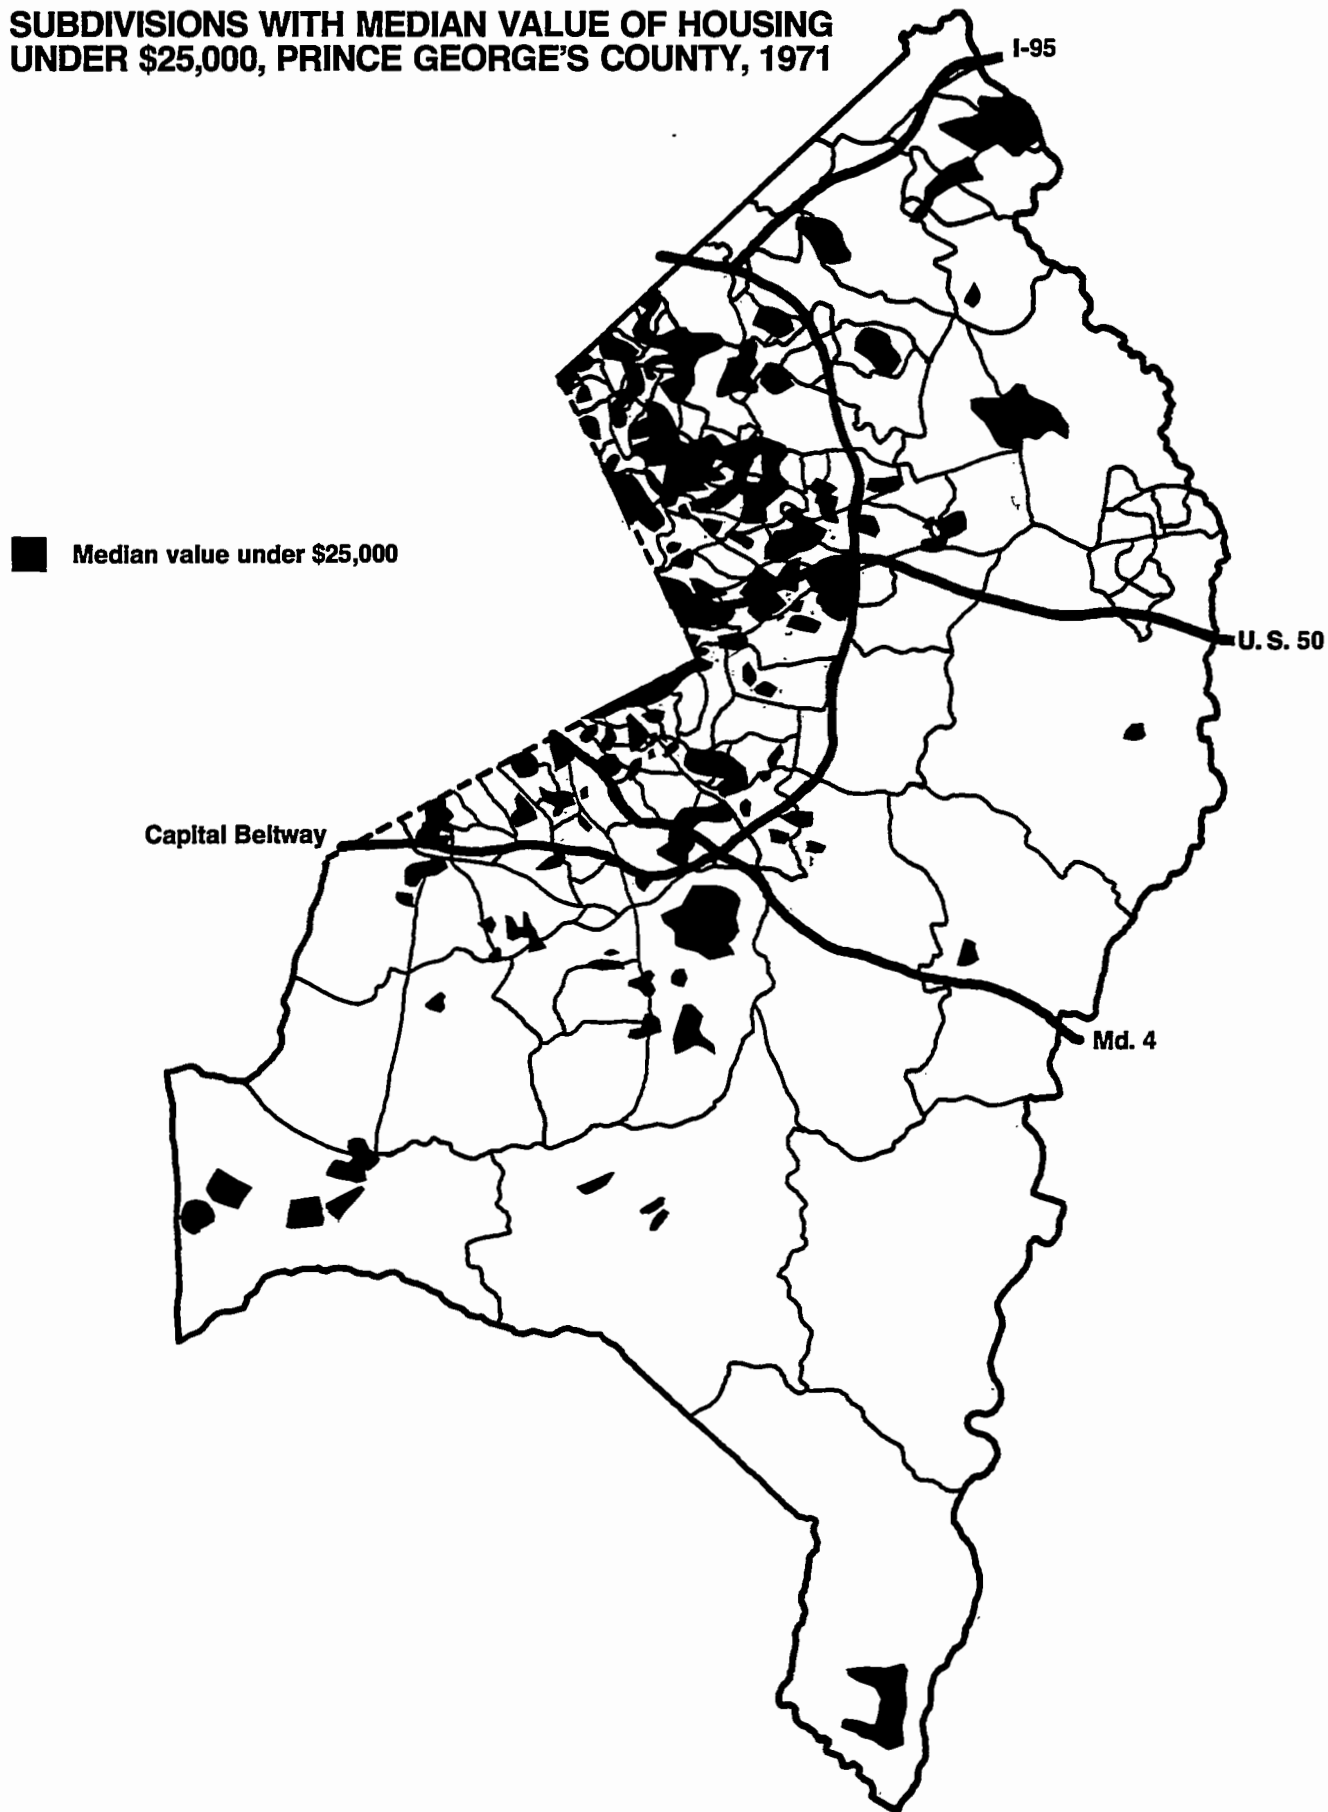 SUBDIVISIONS WITH MEDIAN VALUE OF HOUSING
UNDER $25,000, PRINCE GEORGE'S COUNTY, 1971
I-95
Median value under $25,000
U.S. 50
Capital Beltway
Md. 4